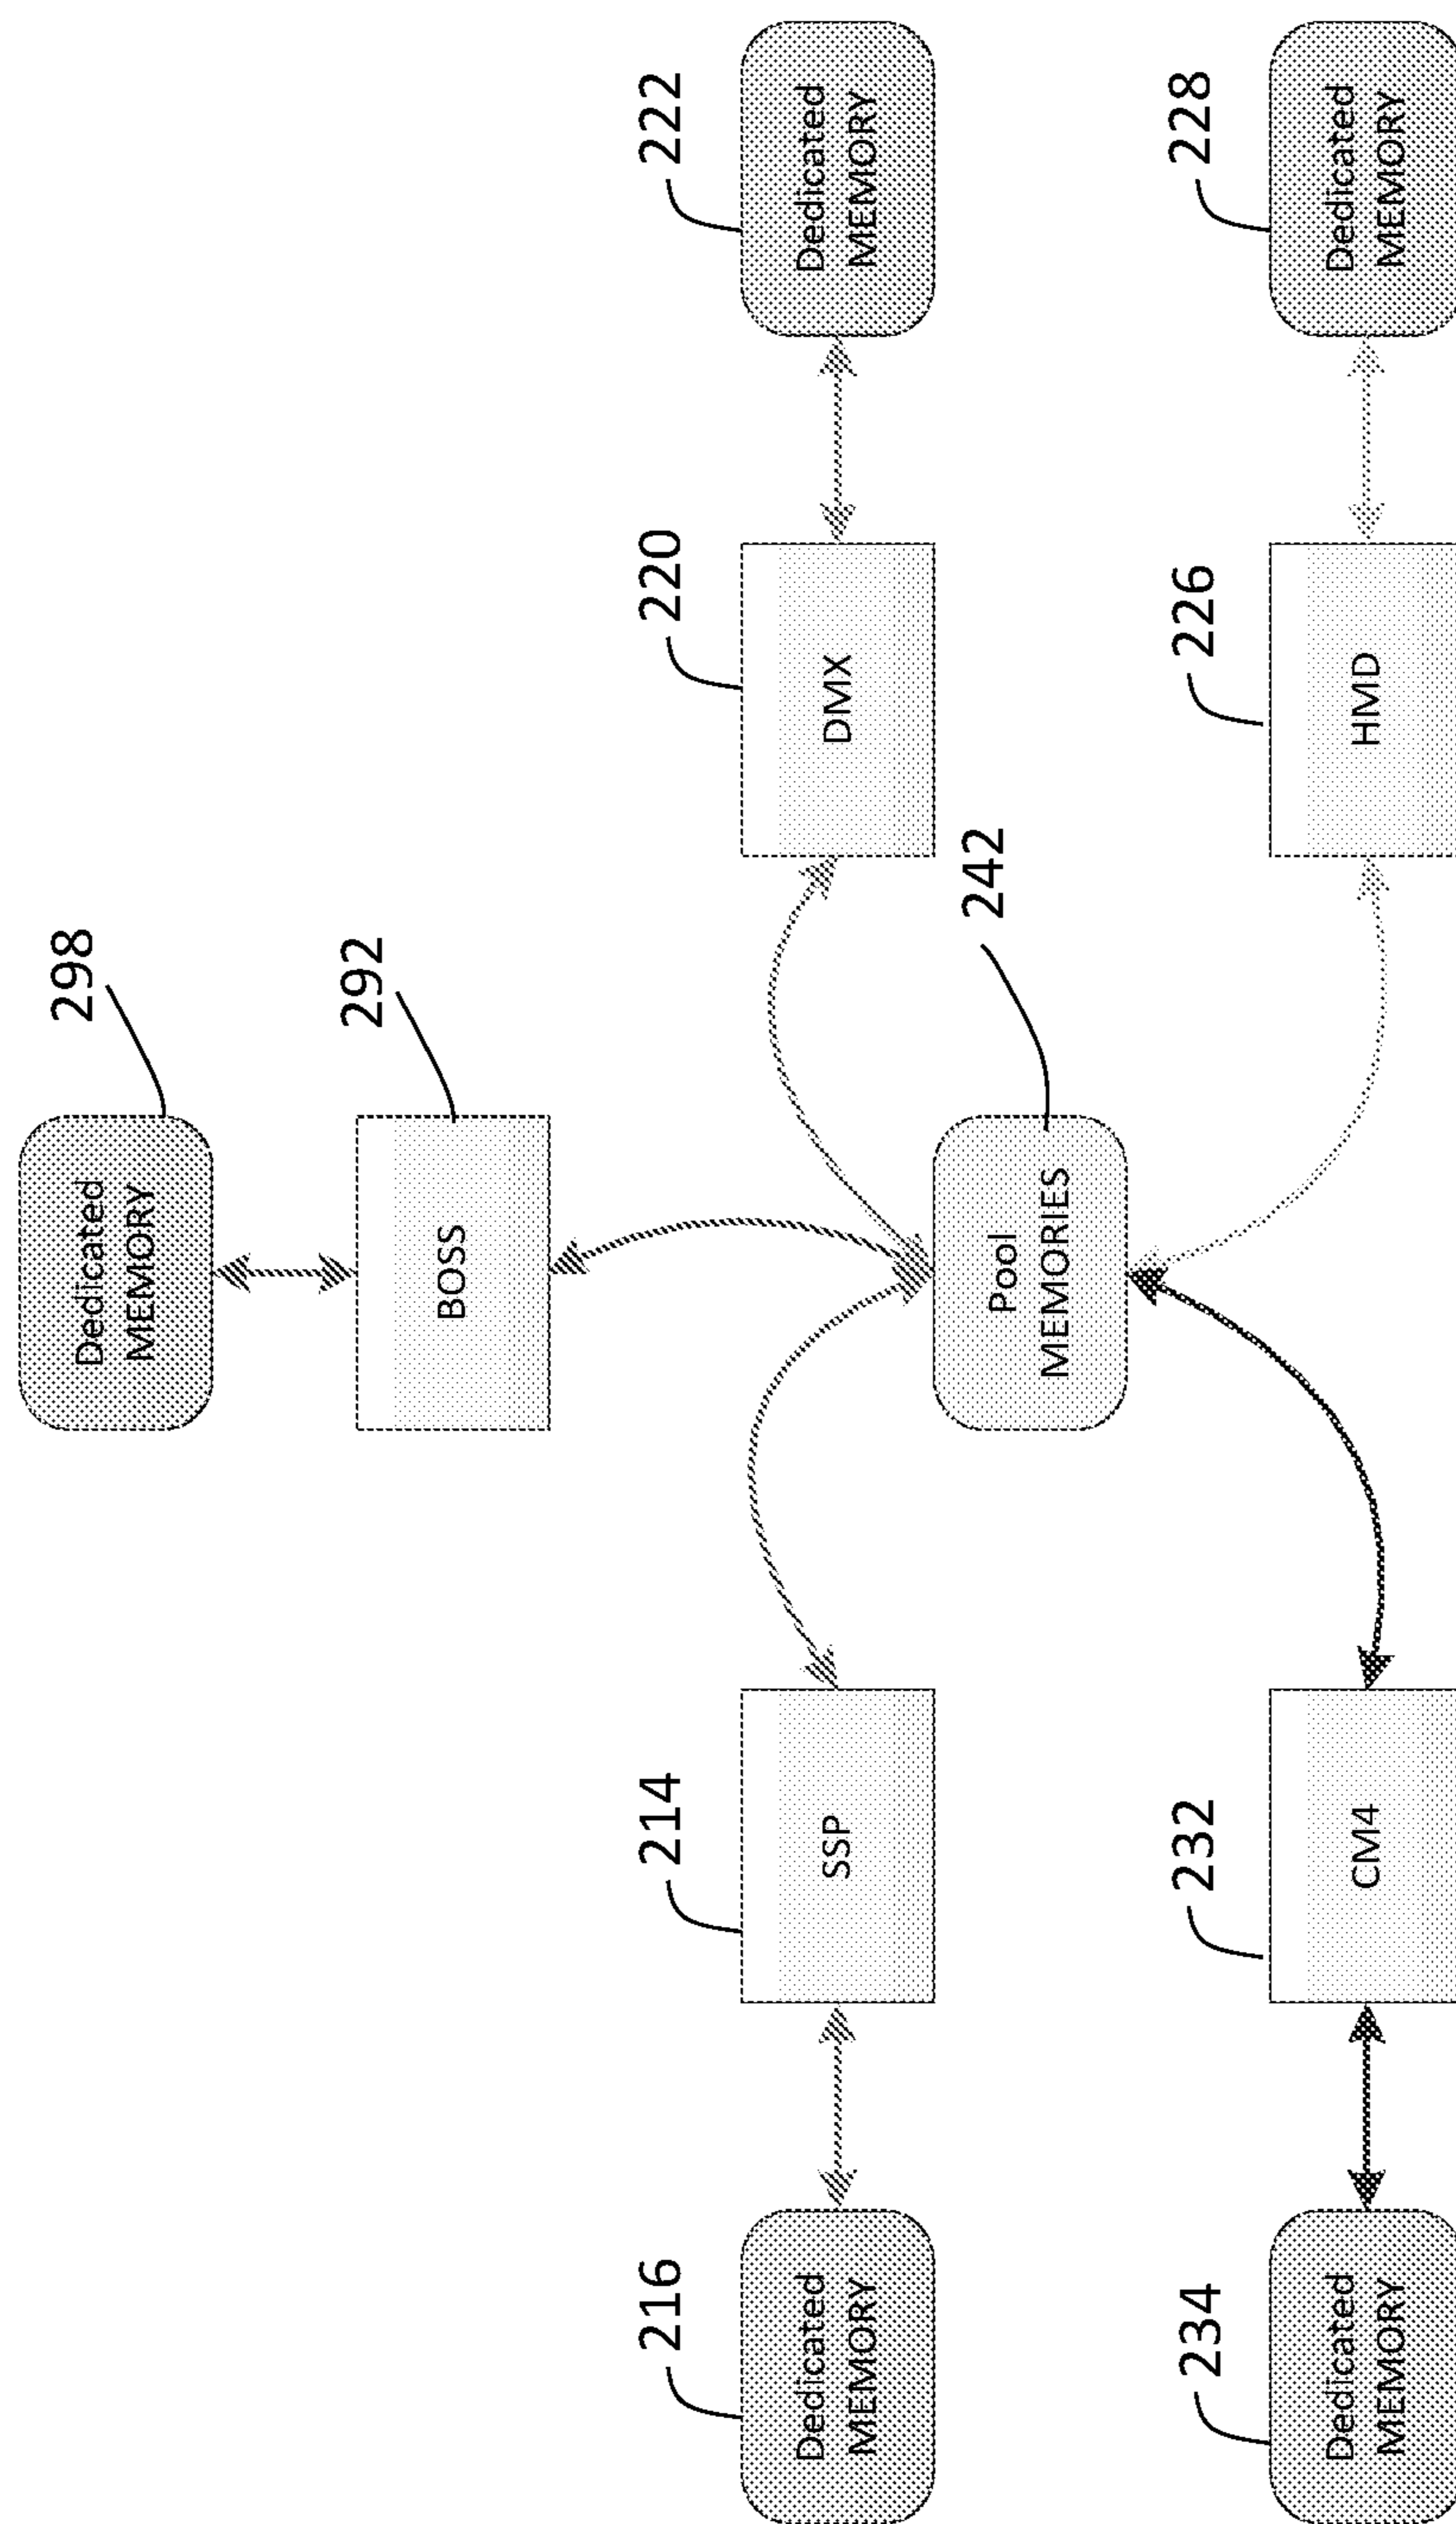 298
Dedicated
MEMORY
292
BOSS
216
Dedicated
MEMORY
214
SSP
220
DMX
222
Dedicated
MEMORY
242
Pool
MEMORIES
234
Dedicated
MEMORY
232
CM4
226
HMD
228
Dedicated
MEMORY